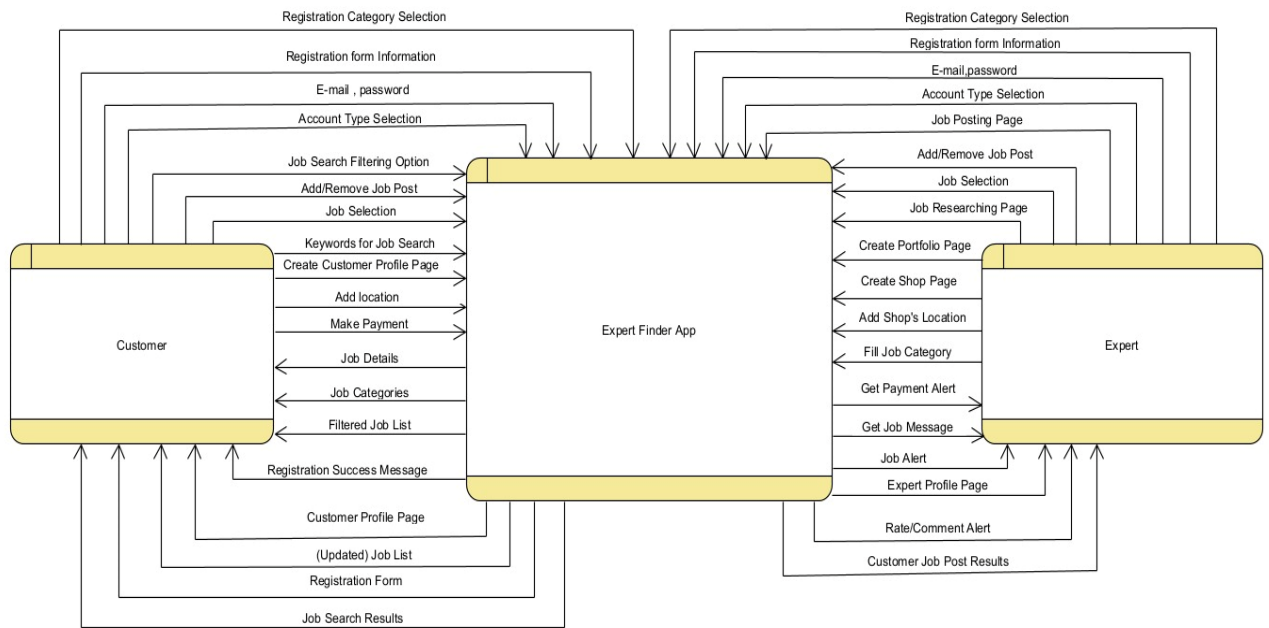 Registration Category Selection
Registration form Information
E-mail , password
Account Type Selection
Job Search Filtering Option
Add/Remove Job Post
Job Selection
Keywords for Job Search
Create Customer Profile Page
Add location
Make Payment
Job Details
Job Categories
Filtered Job List
Registration Success Message
Customer Profile Page
(Updated) Job List
Registration Form
Job Search Results
Customer
Expert Finder App
Registration Category Selection
Registration form Information
E-mail,password
Account Type Selection
Job Posting Page
Add/Remove Job Post
Job Selection
Job Researching Page
Create Portfolio Page
Create Shop Page
Add Shop's Location
Fill Job Category
Get Payment Alert
Get Job Message
Job Alert
Expert Profile Page
Rate/Comment Alert
Customer Job Post Results
Expert